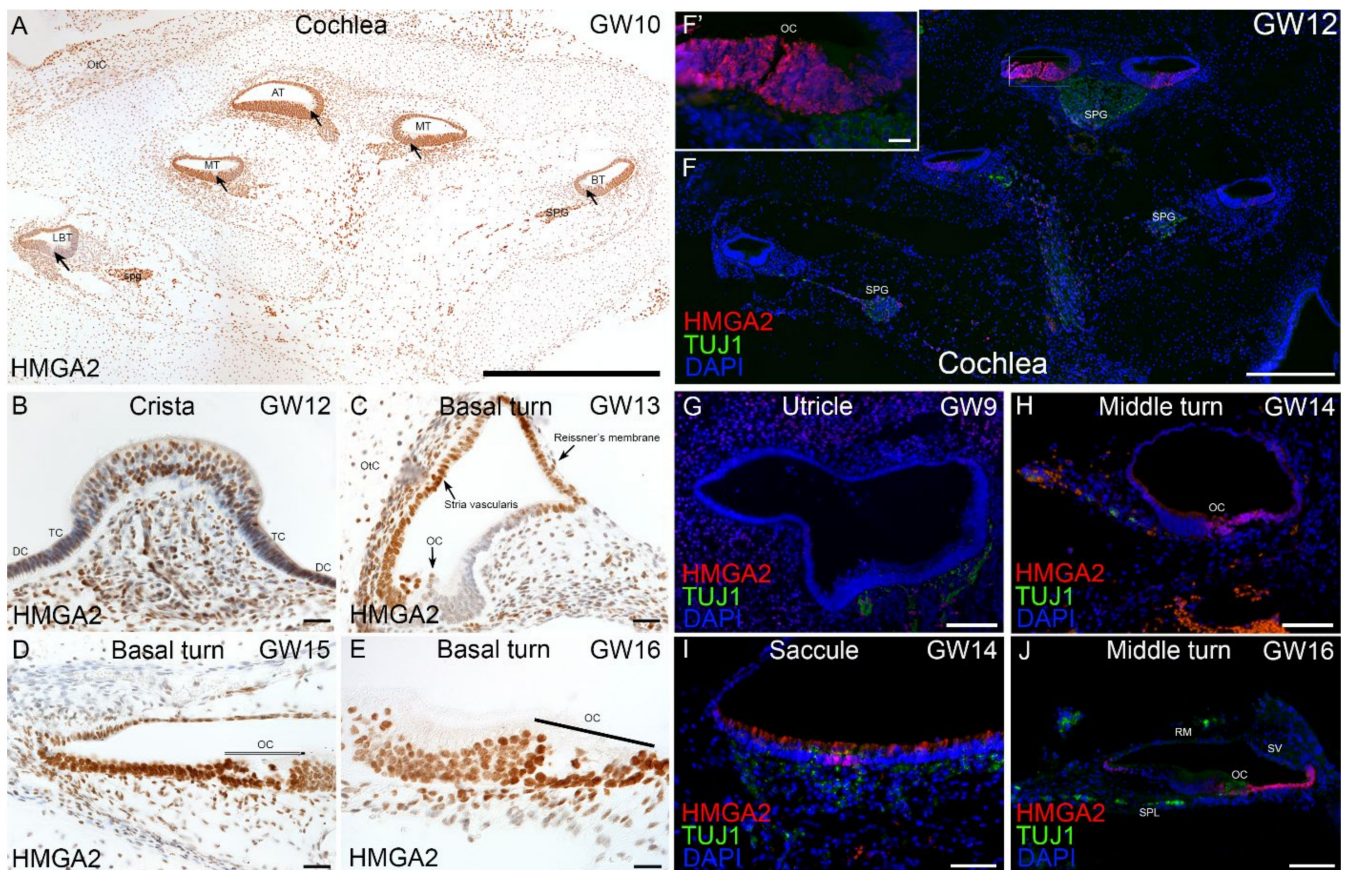 A Cochlea GW10
OtC
AT
MT
MT
BT
SPG
LBT
spg
HMGA2
F' OC
GW12
SPG
F
SPG
SPG
HMGA2
TUJ1
DAPI
Cochlea
B Crista GW12
TC
TC
DC
DC
HMGA2
C Basal turn GW13
Reissner's membrane
OtC
Stria vascularis
OC
HMGA2
G Utricle GW9
HMGA2
TUJ1
DAPI
H Middle turn GW14
OC
HMGA2
TUJ1
DAPI
D Basal turn GW15
OC
HMGA2
E Basal turn GW16
OC
HMGA2
I Saccule GW14
HMGA2
TUJ1
DAPI
J Middle turn GW16
RM
SV
OC
SPL
HMGA2
TUJ1
DAPI